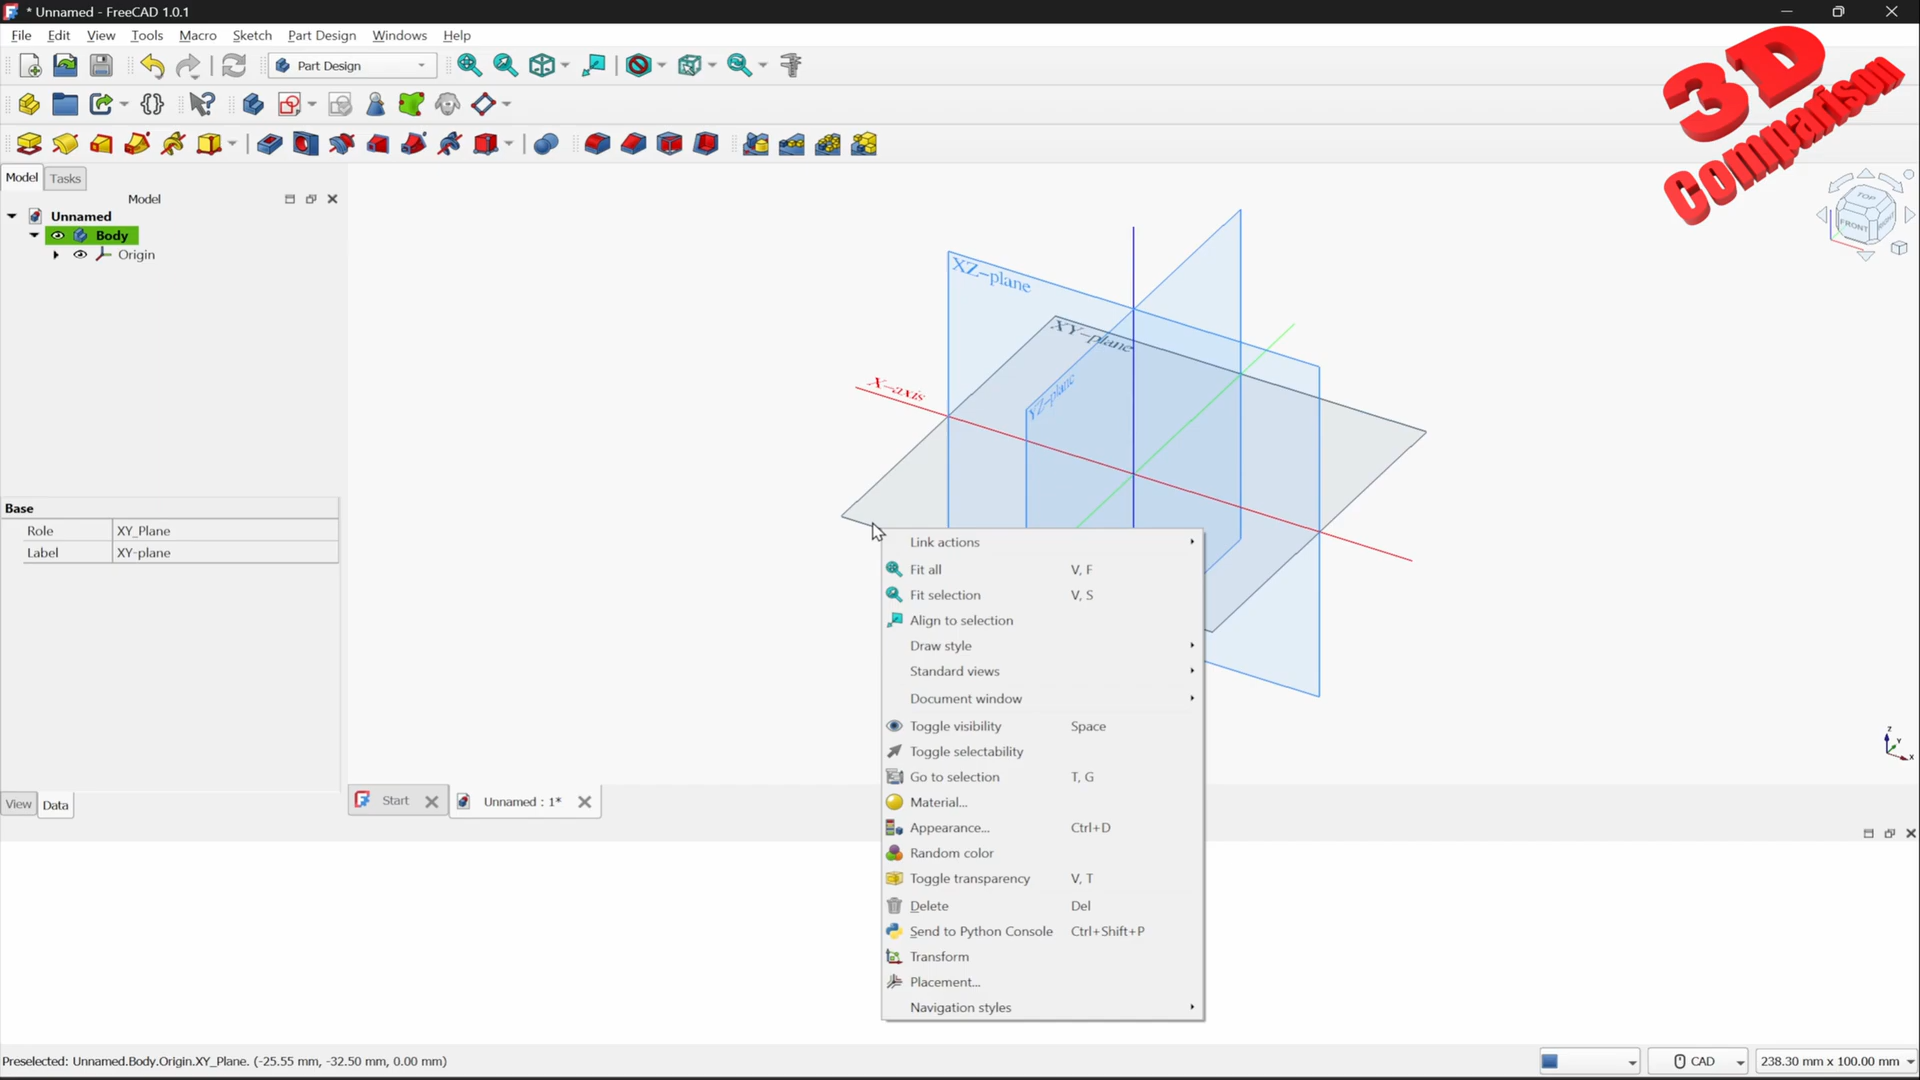 * Unnamed - FreeCAD 1.0.1
File Edit View Tools Macro Sketch Part Design Windows Help
Part Design
3D
Comparison
Model Tasks
Model
Unnamed
Body
Origin
TOP
FRONT
RIGHT
XZ-plane
XY-plane
YZ-plane
X-axis
Base
Role XY_Plane
Label XY-plane
Link actions
Fit all V, F
Fit selection V, S
Align to selection
Draw style
Standard views
Document window
Toggle visibility Space
Toggle selectability
Go to selection T, G
Material...
Appearance... Ctrl+D
Random color
Toggle transparency V, T
Delete Del
Send to Python Console Ctrl+Shift+P
Transform
Placement...
Navigation styles
Z
Y
X
View Data
Start Unnamed : 1*
Preselected: Unnamed.Body.Origin.XY_Plane. (-25.55 mm, -32.50 mm, 0.00 mm)
CAD 238.30 mm x 100.00 mm